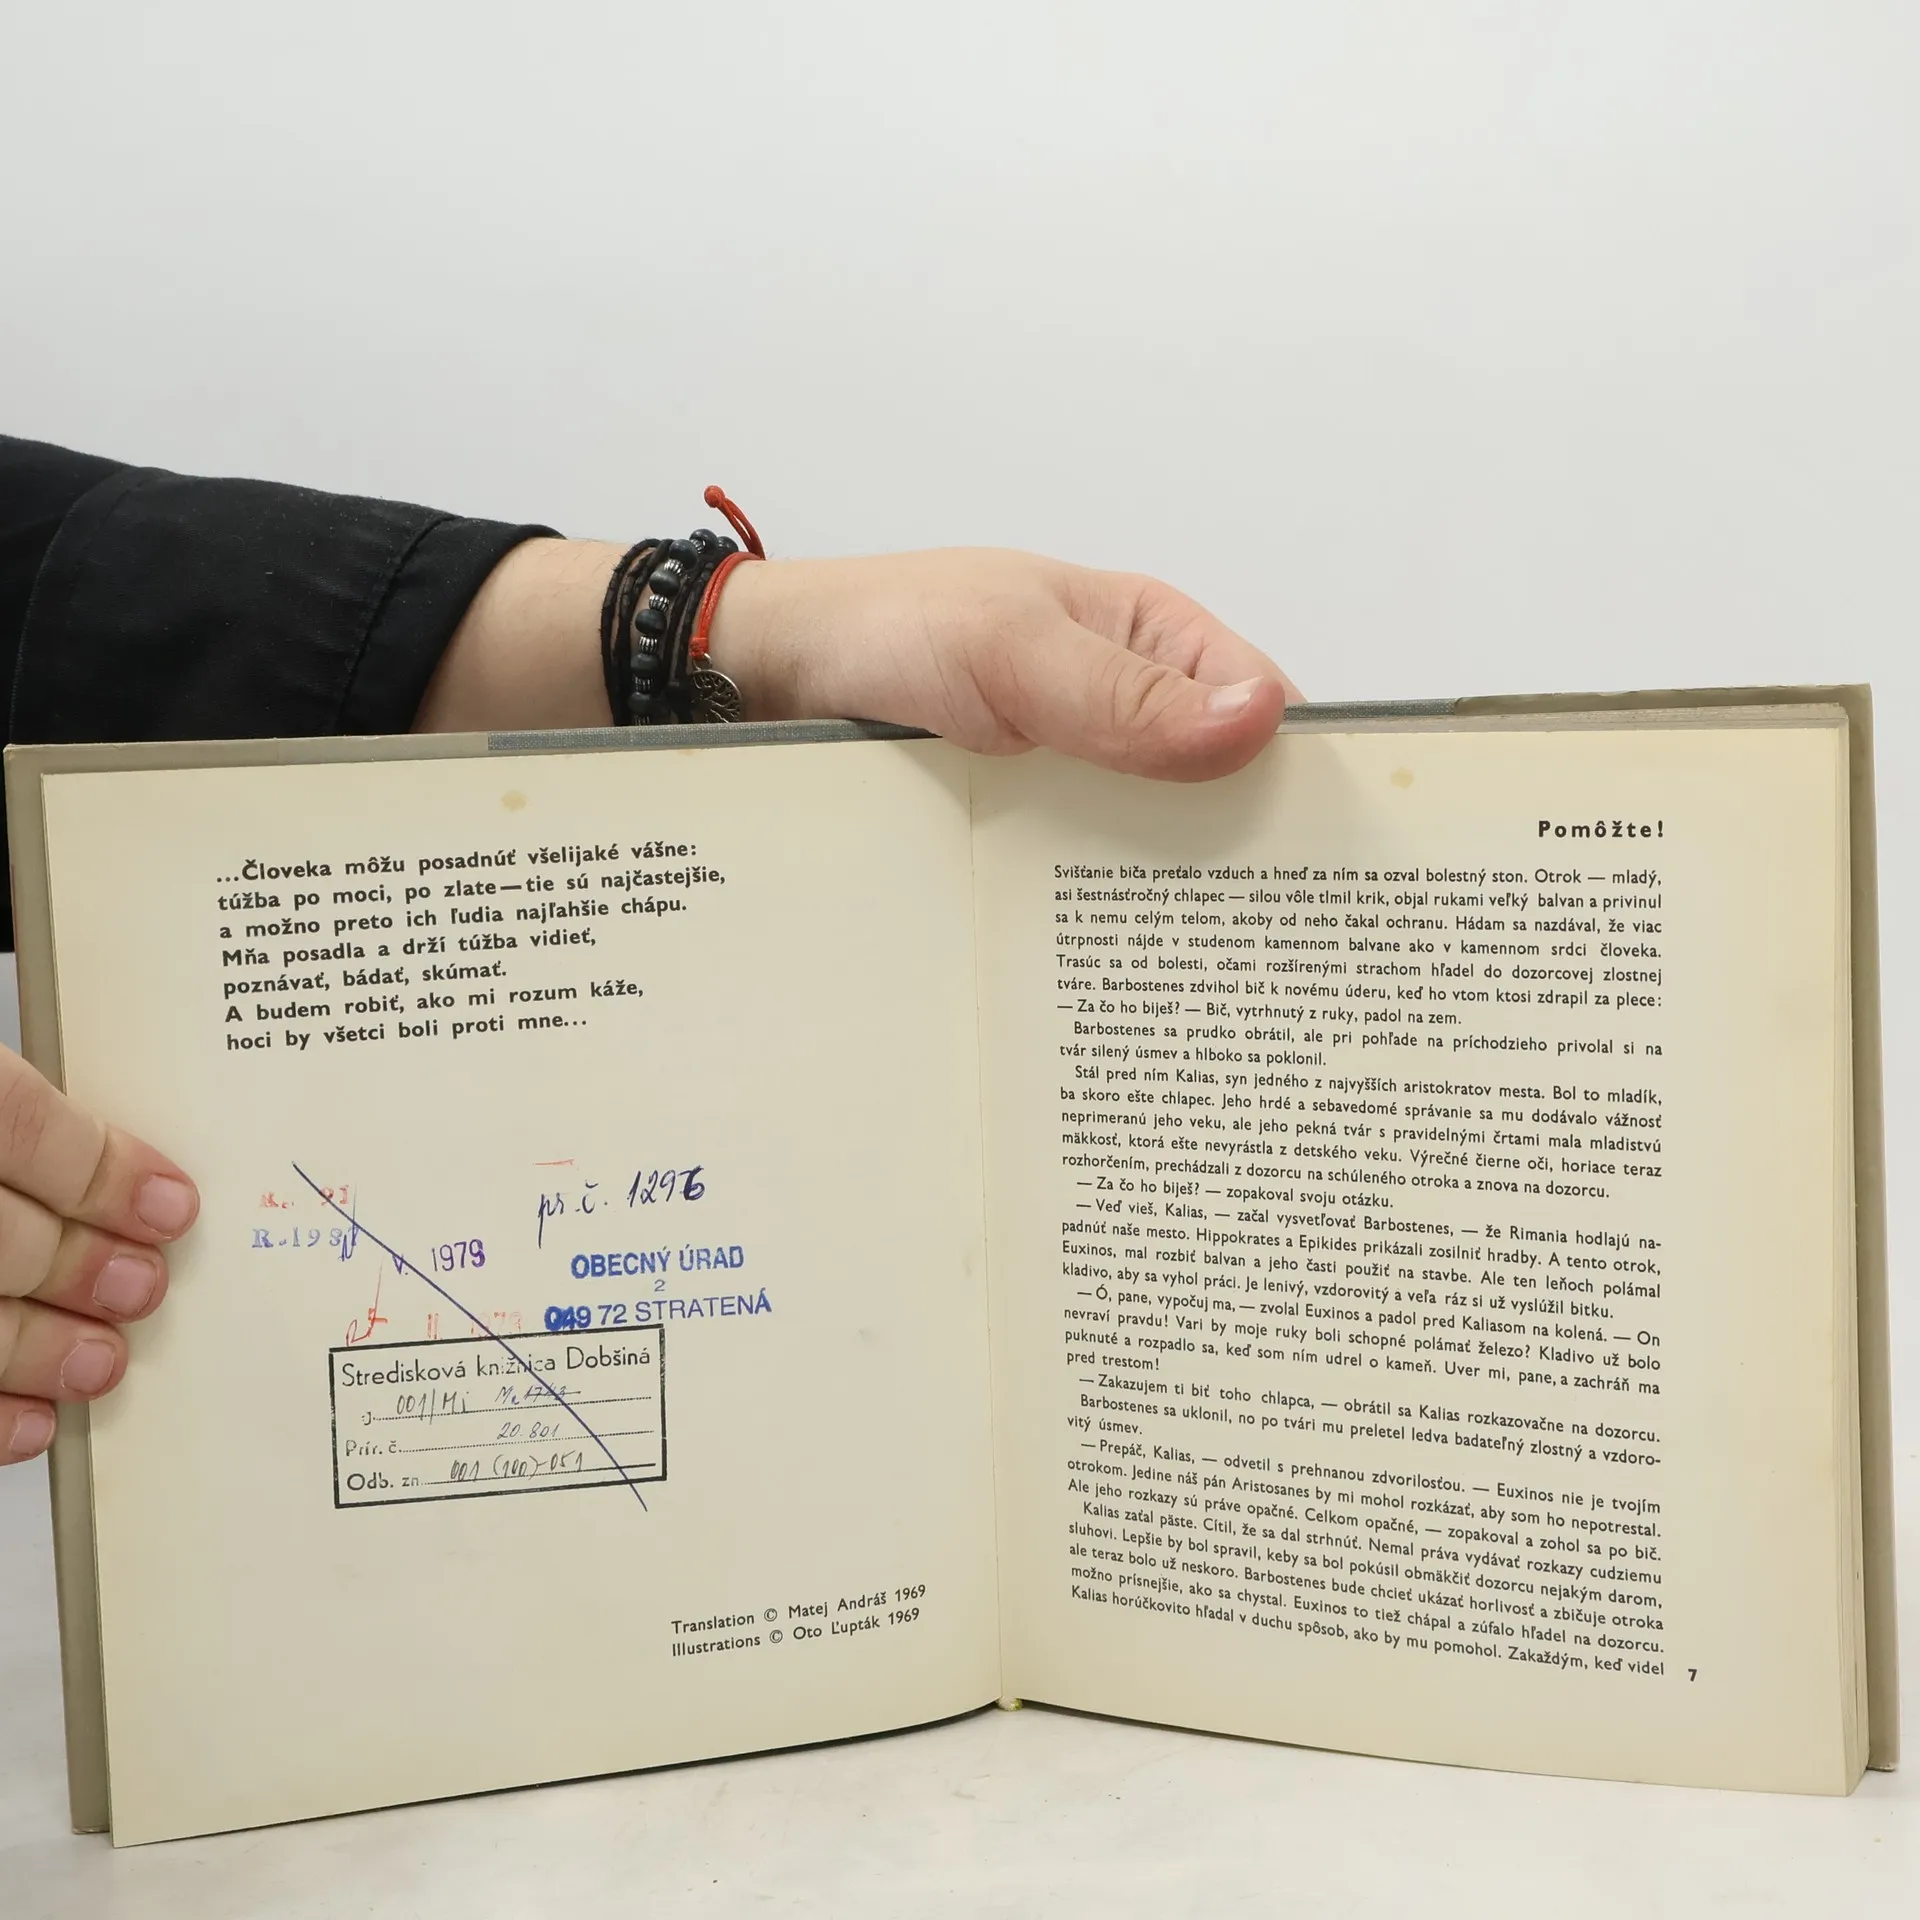 ...Človeka môžu posadnúť všelijaké vášne:
túžba po moci, po zlate — tie sú najčastejšie,
a možno preto ich ľudia najľahšie chápu.
Mňa posadla a drží túžba vidieť,
poznávať, bádať, skúmať.
A budem robiť, ako mi rozum káže,
hoci by všetci boli proti mne...
pr. č. 1296
R. 198
V. 1979
OBECNÝ ÚRAD
2
049 72 STRATENÁ
Stredisková knižnica Dobšiná
001/Mi
Prír. č. 20.801
Odb. zn. 001 (100)-051
Translation © Matej Andráš 1969
Illustrations © Oto Ľupták 1969
Pomôžte!
Svišťanie biča preťalo vzduch a hneď za ním sa ozval bolestný ston. Otrok — mladý,
asi šestnásťročný chlapec — silou vôle tlmil krik, objal rukami veľký balvan a privinul
sa k nemu celým telom, akoby od neho čakal ochranu. Hádam sa nazdával, že viac
útrpnosti nájde v studenom kamennom balvane ako v kamennom srdci človeka.
Trasúc sa od bolesti, očami rozšírenými strachom hľadel do dozorcovej zlostnej
tváre. Barbostenes zdvihol bič k novému úderu, keď ho vtom ktosi zdrapil za plece:
— Za čo ho biješ? — Bič, vytrhnutý z ruky, padol na zem.
Barbostenes sa prudko obrátil, ale pri pohľade na príchodzieho privolal si na
tvár silený úsmev a hlboko sa poklonil.
Stál pred ním Kalias, syn jedného z najvyšších aristokratov mesta. Bol to mladík,
ba skoro ešte chlapec. Jeho hrdé a sebavedomé správanie sa mu dodávalo vážnosť
neprimeranú jeho veku, ale jeho pekná tvár s pravidelnými črtami mala mladistvú
mäkkosť, ktorá ešte nevyrástla z detského veku. Výrečné čierne oči, horiace teraz
rozhorčením, prechádzali z dozorcu na schúleného otroka a znova na dozorcu.
— Za čo ho biješ? — zopakoval svoju otázku.
— Veď vieš, Kalias, — začal vysvetľovať Barbostenes, — že Rimania hodlajú na-
padnúť naše mesto. Hippokrates a Epikides prikázali zosilniť hradby. A tento otrok,
Euxinos, mal rozbiť balvan a jeho časti použiť na stavbe. Ale ten leňoch polámal
kladivo, aby sa vyhol práci. Je lenivý, vzdorovitý a veľa ráz si už vyslúžil bitku.
— Ó, pane, vypočuj ma, — zvolal Euxinos a padol pred Kaliasom na kolená. — On
nevraví pravdu! Vari by moje ruky boli schopné polámať železo? Kladivo už bolo
puknuté a rozpadlo sa, keď som ním udrel o kameň. Uver mi, pane, a zachráň ma
pred trestom!
— Zakazujem ti biť toho chlapca, — obrátil sa Kalias rozkazovačne na dozorcu.
Barbostenes sa uklonil, no po tvári mu preletel ledva badateľný zlostný a vzdoro-
vitý úsmev.
— Prepáč, Kalias, — odvetil s prehnanou zdvorilosťou. — Euxinos nie je tvojím
otrokom. Jedine náš pán Aristosanes by mi mohol rozkázať, aby som ho nepotrestal.
Ale jeho rozkazy sú práve opačné. Celkom opačné, — zopakoval a zohol sa po bič.
Kalias zaťal päste. Cítil, že sa dal strhnúť. Nemal práva vydávať rozkazy cudziemu
sluhovi. Lepšie by bol spravil, keby sa bol pokúsil obmäkčiť dozorcu nejakým darom,
ale teraz bolo už neskoro. Barbostenes bude chcieť ukázať horlivosť a zbičuje otroka
možno prísnejšie, ako sa chystal. Euxinos to tiež chápal a zúfalo hľadel na dozorcu.
Kalias horúčkovito hľadal v duchu spôsob, ako by mu pomohol. Zakaždým, keď videl
7